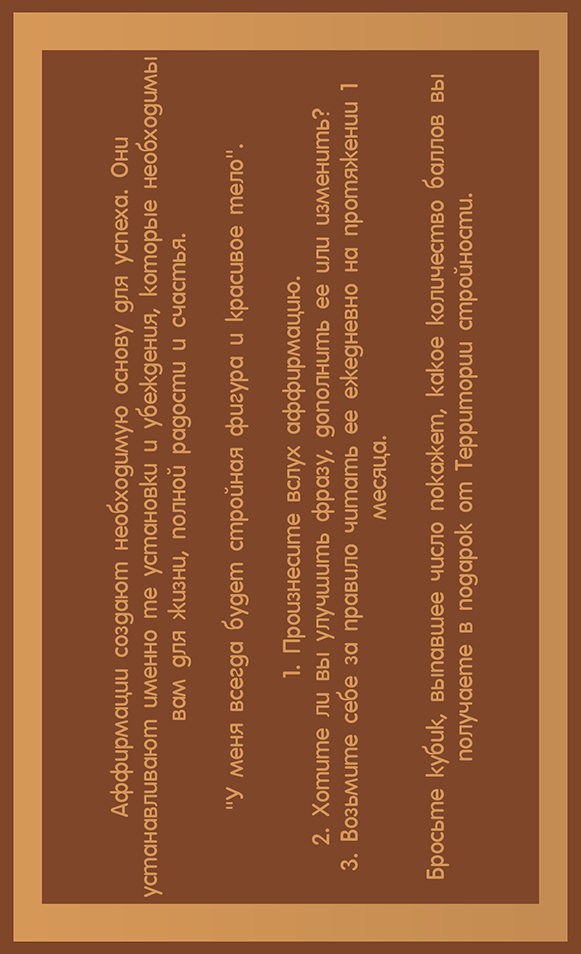 Аффирмации создают необходимую основу для успеха. Они
устанавливают именно те установки и убеждения, которые необходимы
вам для жизни, полной радости и счастья.
"У меня всегда будет стройная фигура и красивое тело".
1. Произнесите вслух аффирмацию.
2. Хотите ли вы улучшить фразу, дополнить ее или изменить?
3. Возьмите себе за правило читать ее ежедневно на протяжении 1
месяца.
Бросьте кубик, выпавшее число покажет, какое количество баллов вы
получаете в подарок от Территории стройности.